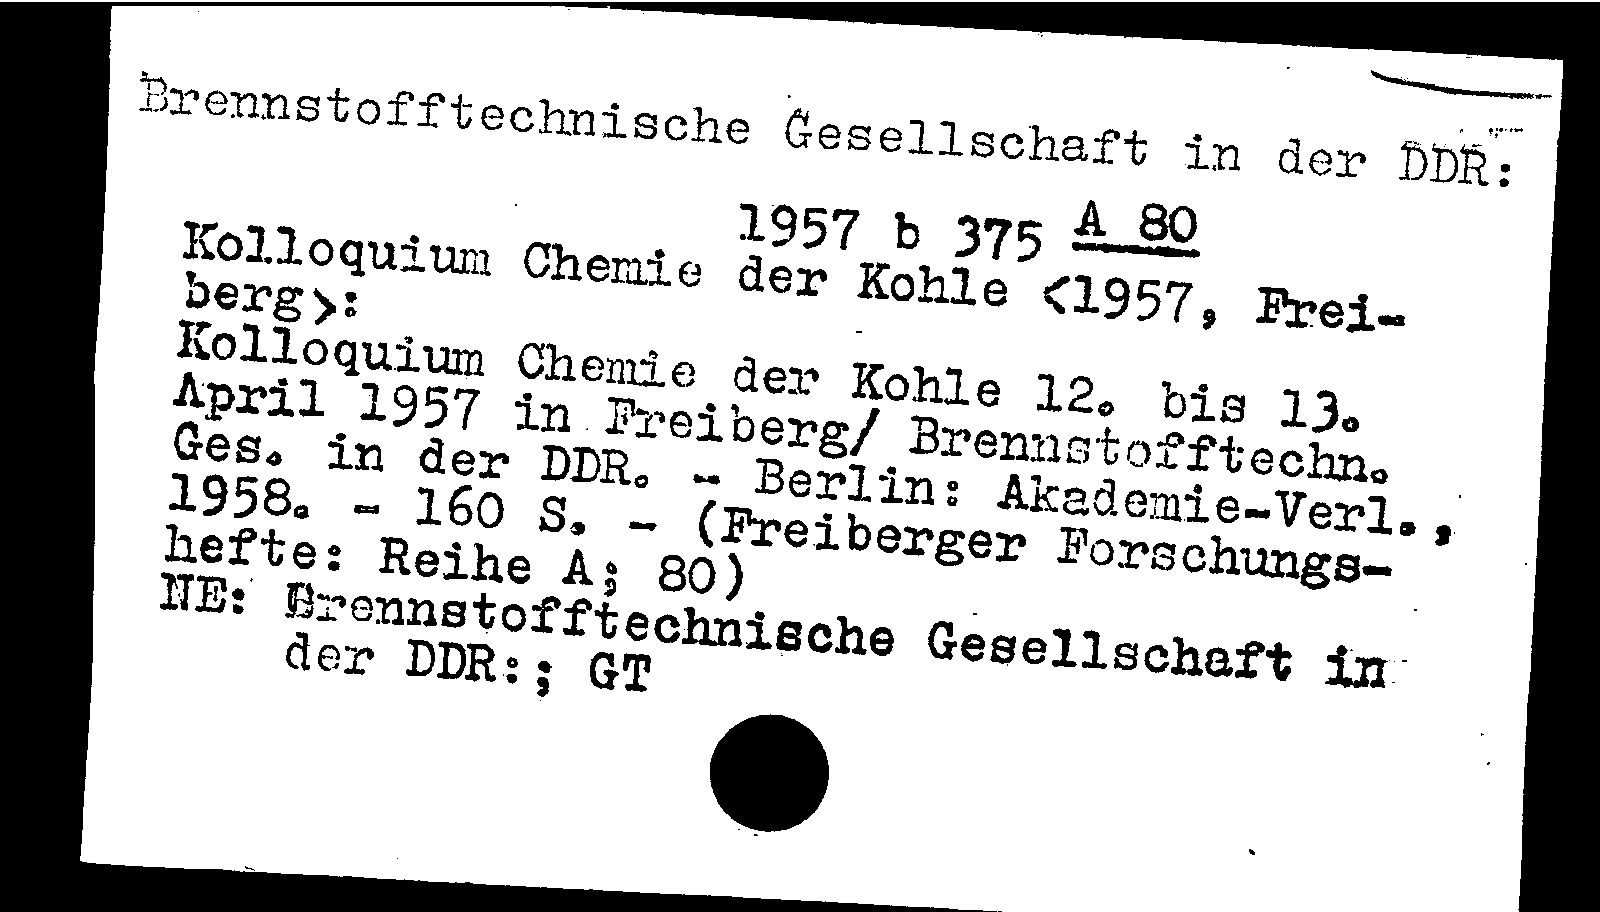 Brennstofftechnische Gesellschaft in der DDR:
1957 b 375 A 80
Kolloquium Chemie der Kohle <1957, Frei-
berg>:
Kolloquium Chemie der Kohle 12. bis 13.
April 1957 in Freiberg/ Brennstofftechn.
Ges. in der DDR. - Berlin: Akademie-Verl.,
1958. - 160 S. - (Freiberger Forschungs-
hefte: Reihe A; 80)
NE: Brennstofftechnische Gesellschaft in
der DDR:; GT